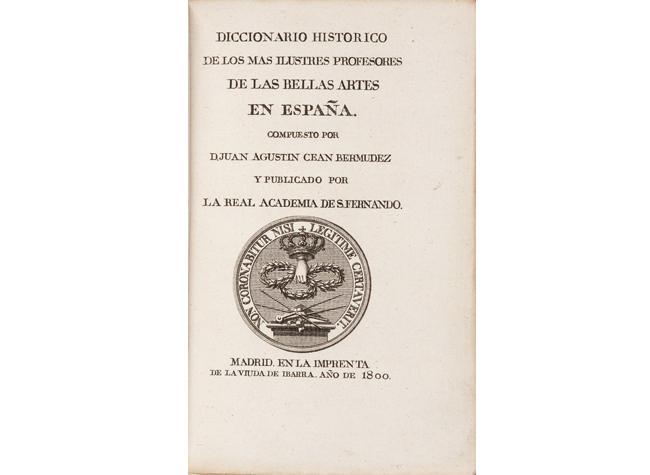 DICCIONARIO HISTORICO
DE LOS MAS ILUSTRES PROFESORES
DE LAS BELLAS ARTES
EN ESPAÑA.
COMPUESTO POR
D.JUAN AGUSTIN CEAN BERMUDEZ
Y PUBLICADO POR
LA REAL ACADEMIA DE S.FERNANDO.
NON CORONABITUR NISI LEGITIME CERTAVERIT.
MADRID. EN LA IMPRENTA
DE LA VIUDA DE IBARRA. AÑO DE 1800.